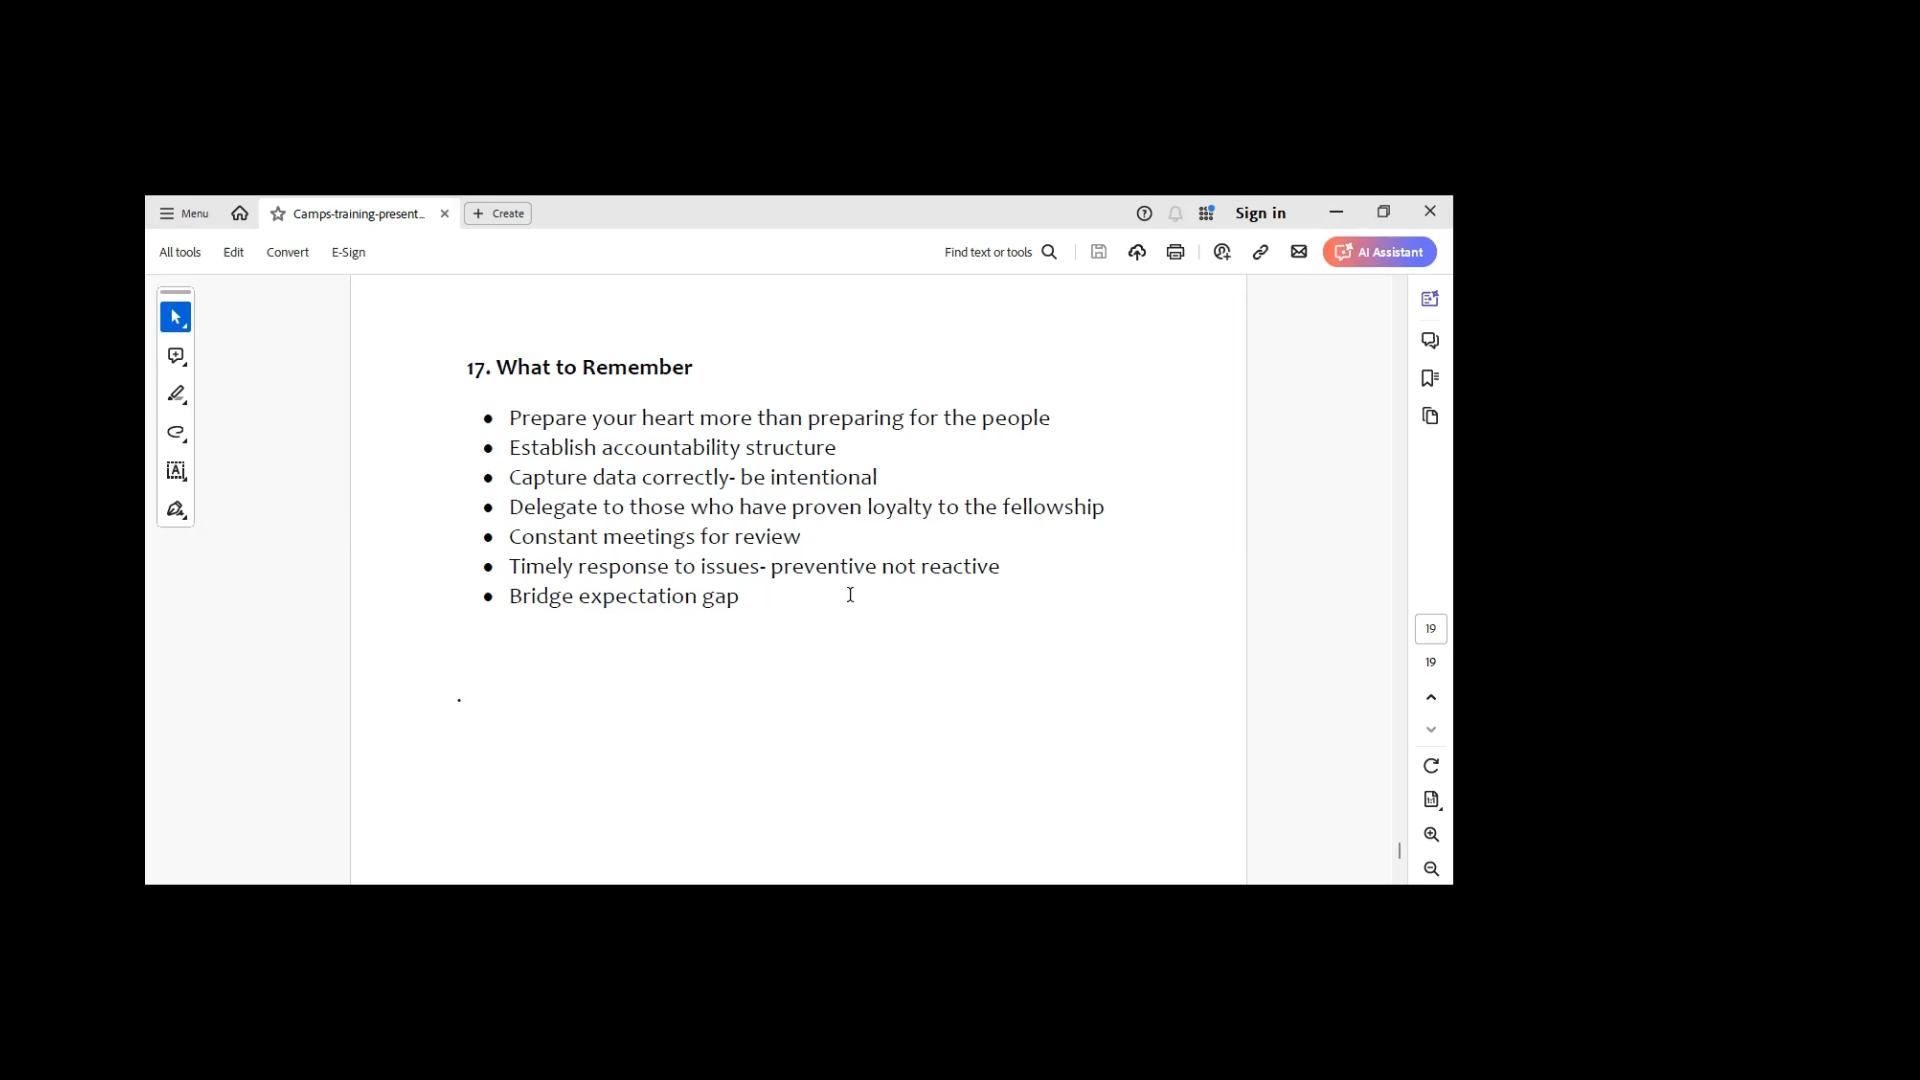 Menu
Camps-training-present...
Create
Sign in
All tools
Edit
Convert
E-Sign
Find text or tools
AI Assistant
17. What to Remember
• Prepare your heart more than preparing for the people
• Establish accountability structure
• Capture data correctly- be intentional
• Delegate to those who have proven loyalty to the fellowship
• Constant meetings for review
• Timely response to issues- preventive not reactive
• Bridge expectation gap
.
19
19